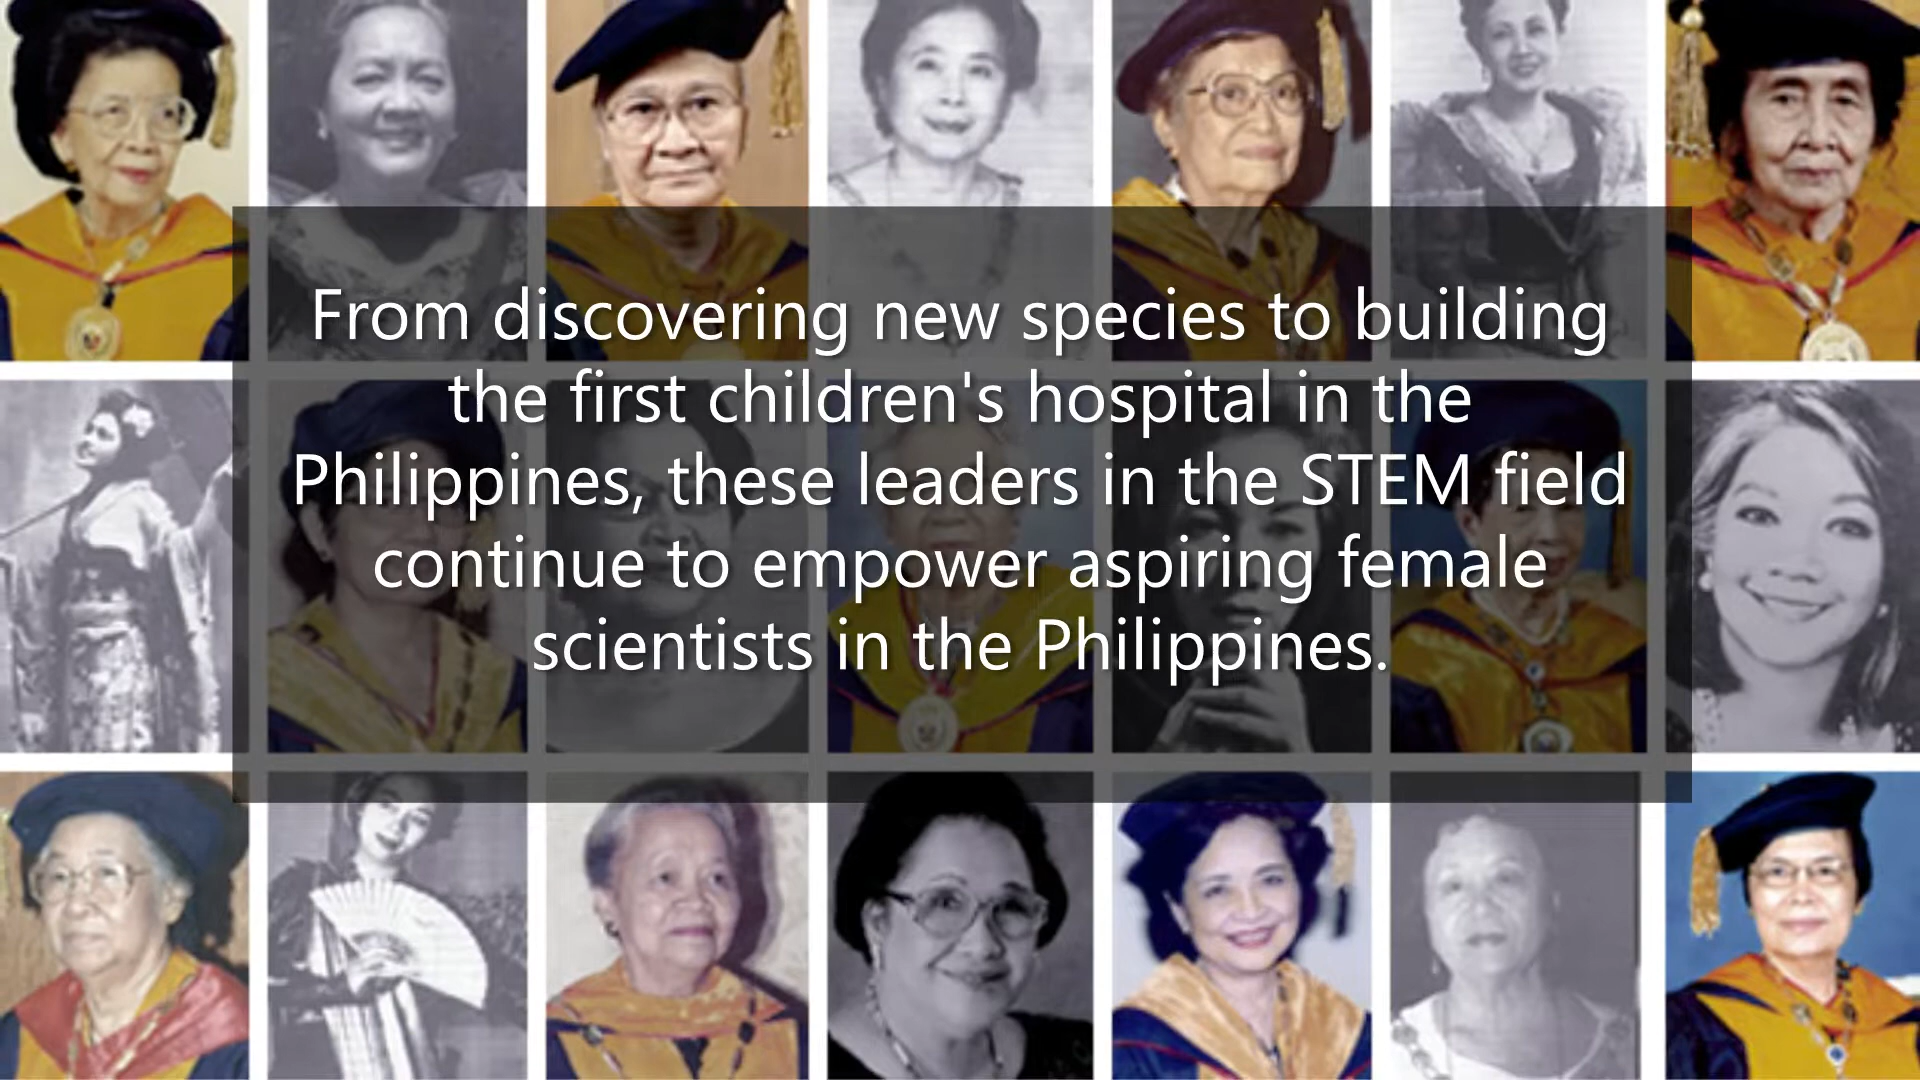 From discovering new species to building
the first children's hospital in the
Philippines, these leaders in the STEM field
continue to empower aspiring female
scientists in the Philippines.